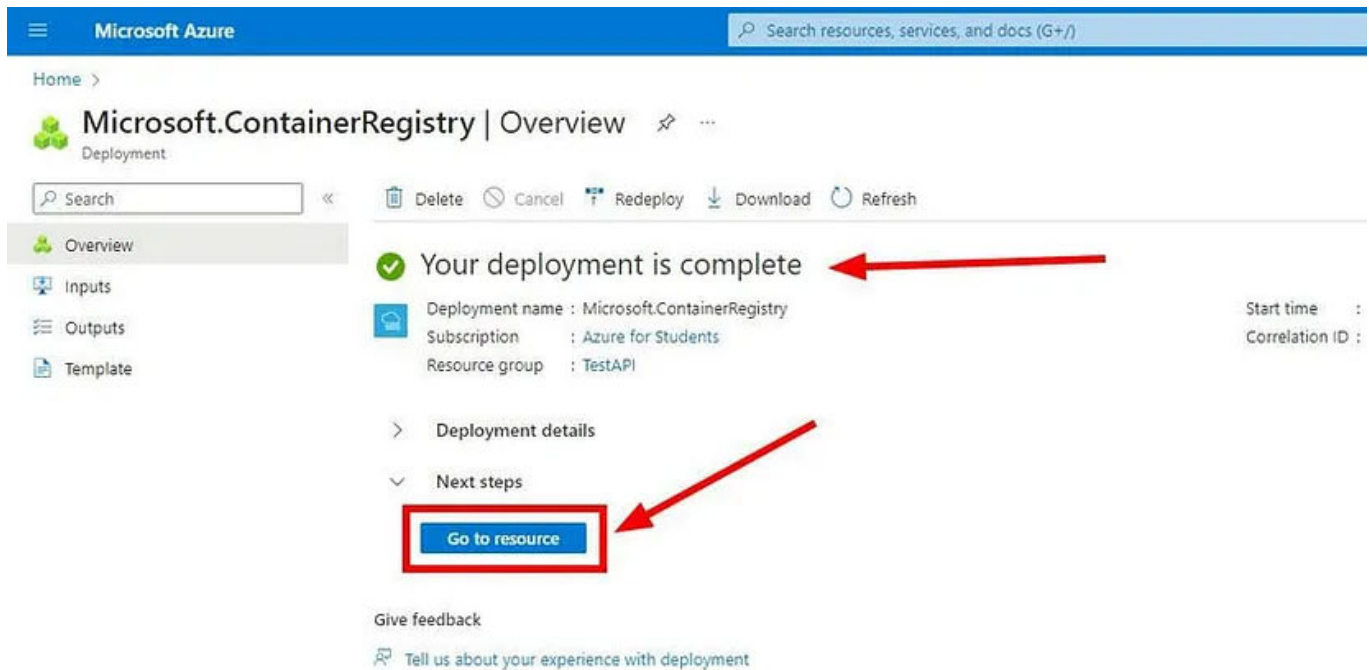 Microsoft Azure
Search resources, services, and docs (G+/)
Home >
Microsoft.ContainerRegistry | Overview
Deployment
Search
Delete
Cancel
Redeploy
Download
Refresh
Overview
Inputs
Outputs
Template
Your deployment is complete
Deployment name : Microsoft.ContainerRegistry
Subscription : Azure for Students
Resource group : TestAPI
Start time :
Correlation ID :
Deployment details
Next steps
Go to resource
Give feedback
Tell us about your experience with deployment